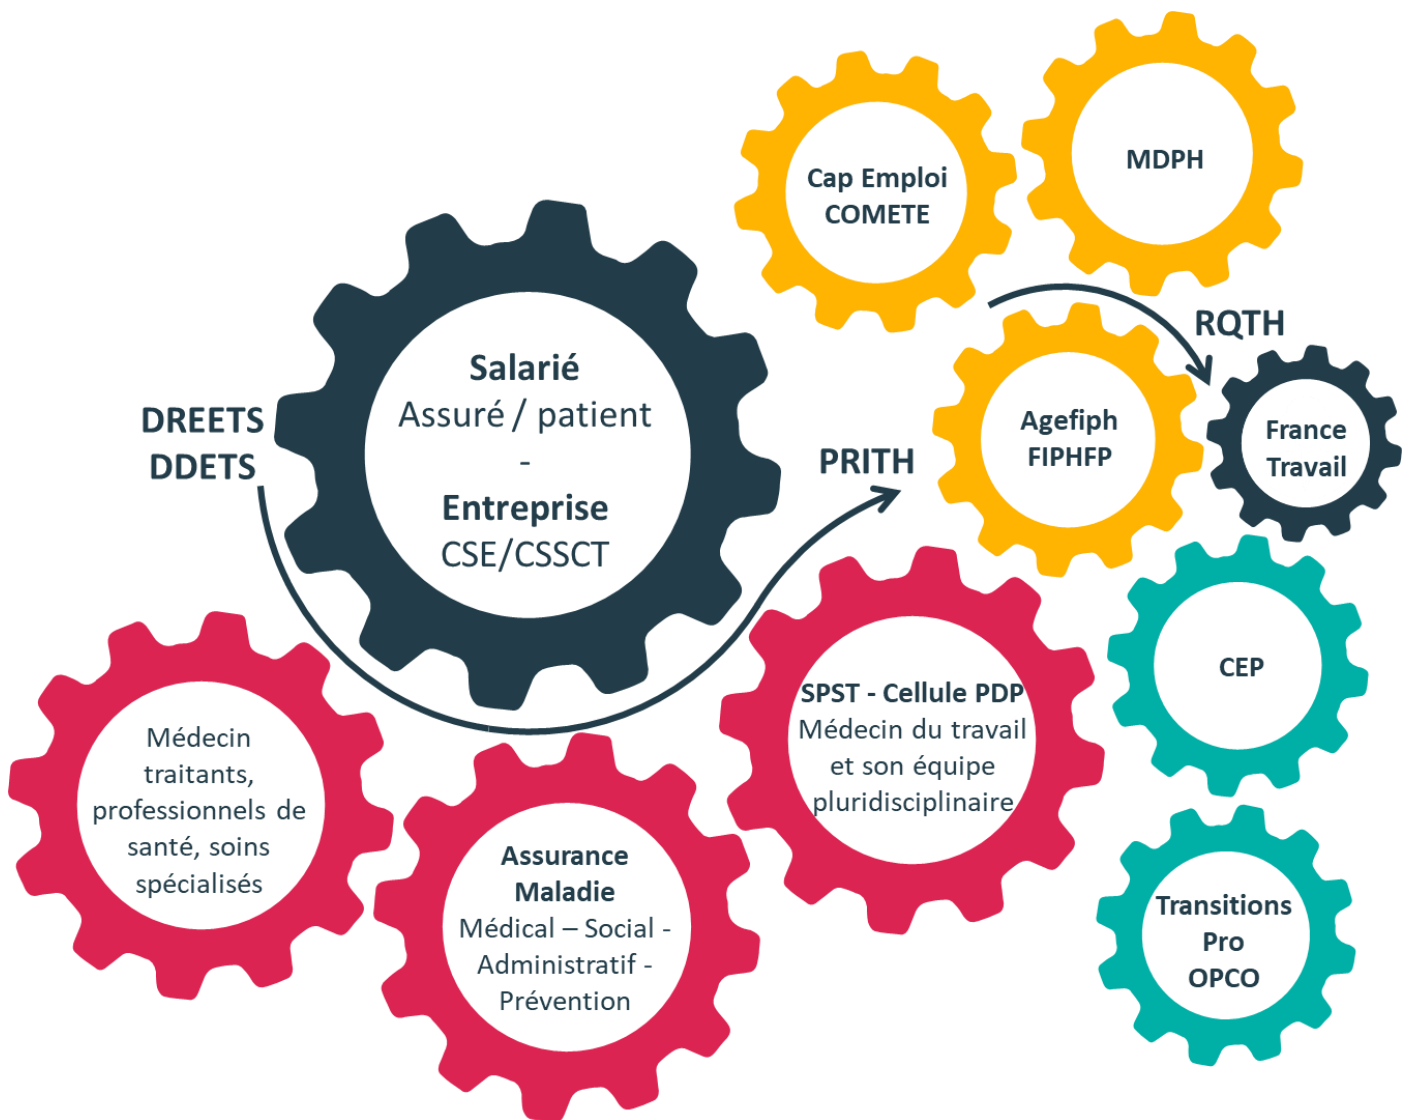 Cap Emploi
COMETE
MDPH
RQTH
Salarié
Assuré / patient
-
Entreprise
CSE/CSSCT
DREETS
DDETS
PRITH
Agefiph
FIPHFP
France
Travail
CEP
SPST - Cellule PDP
Médecin du travail
et son équipe
pluridisciplinaire
Médecin
traitants,
professionnels de
santé, soins
spécialisés
Assurance
Maladie
Médical – Social -
Administratif -
Prévention
Transitions
Pro
OPCO